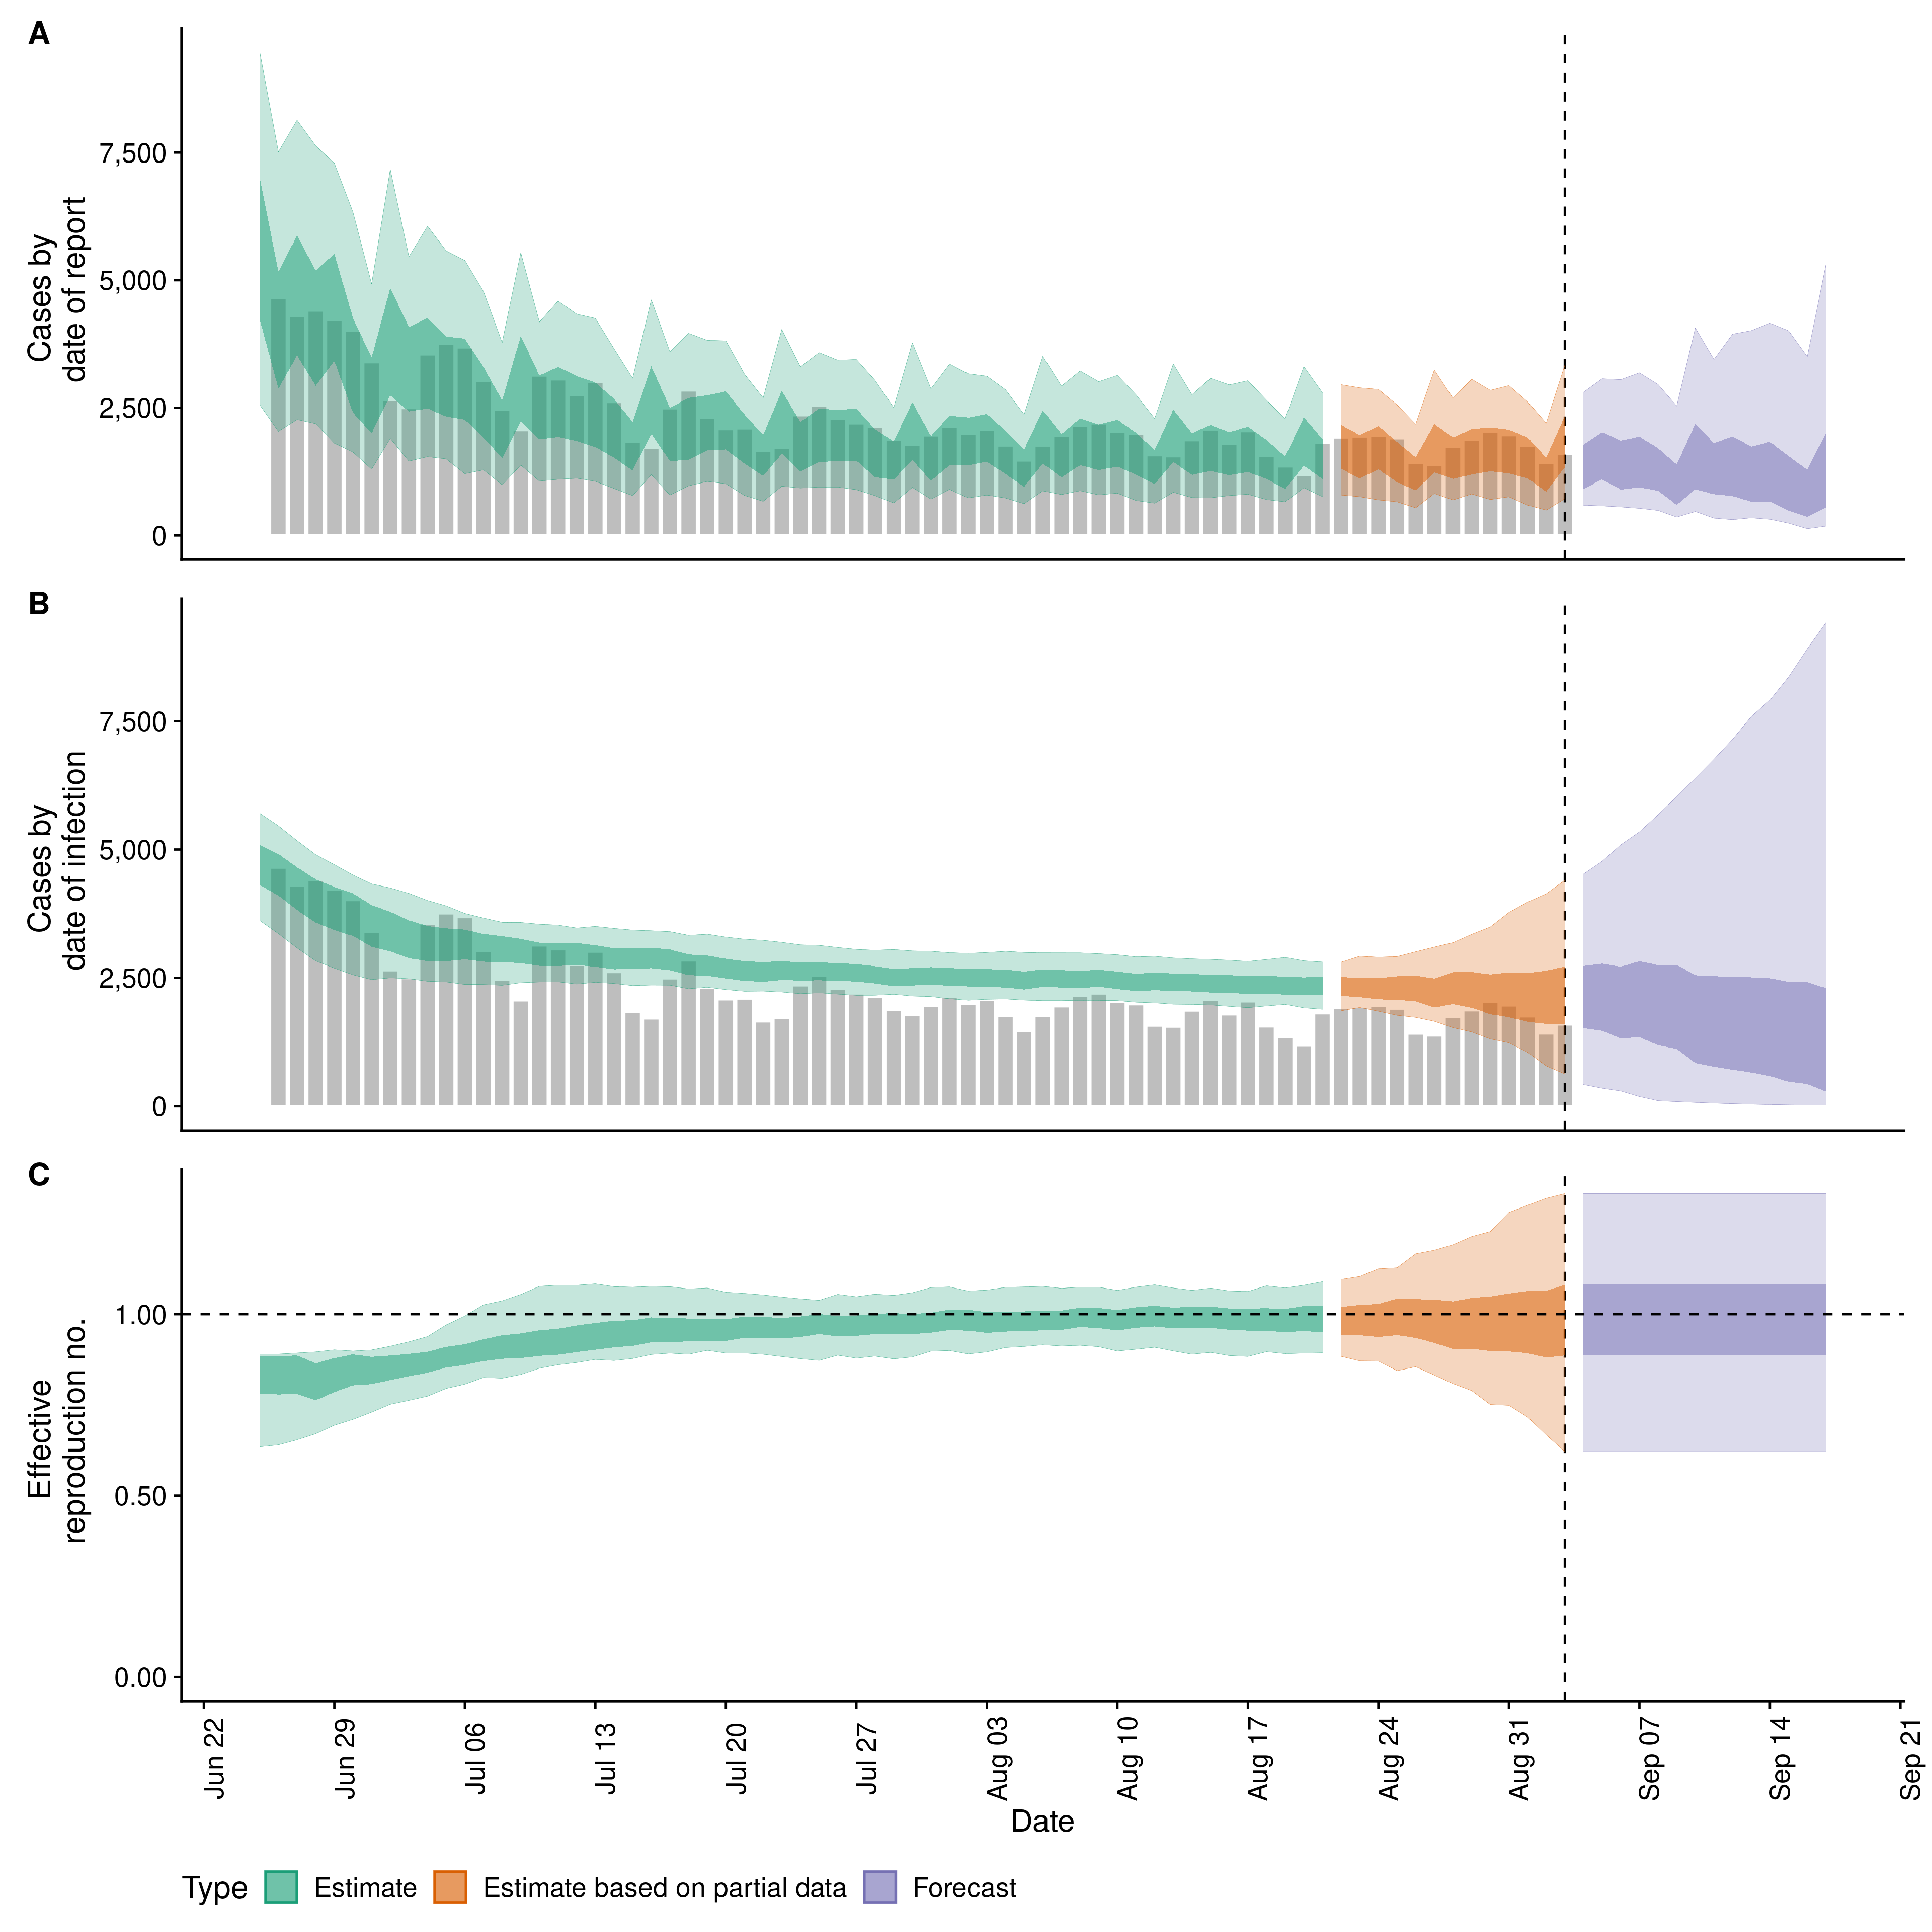 A
Cases by
date of report
7,500
5,000
2,500
0
B
Cases by
date of infection
7,500
5,000
2,500
0
C
Effective
reproduction no.
1.00
0.50
0.00
Jun 22
Jun 29
Jul 06
Jul 13
Jul 20
Jul 27
Aug 03
Aug 10
Aug 17
Aug 24
Aug 31
Sep 07
Sep 14
Sep 21
Date
Type Estimate Estimate based on partial data Forecast